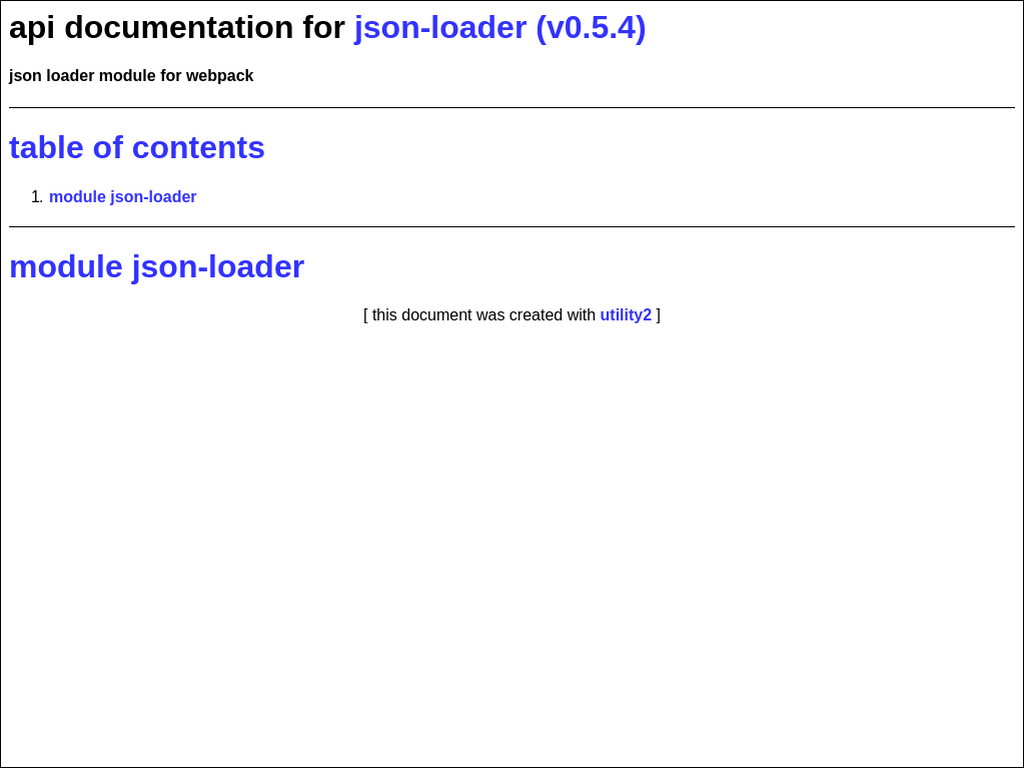 api documentation for json-loader (v0.5.4)
json loader module for webpack
table of contents
1. module json-loader
module json-loader
[ this document was created with utility2 ]